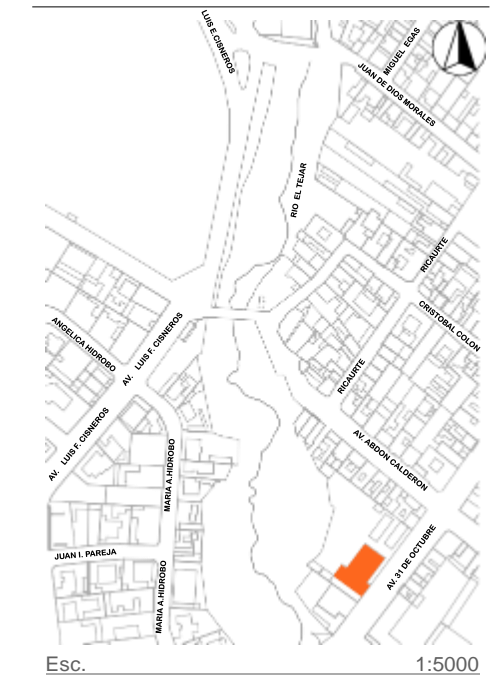 LUIS E.CISNEROS
MIGUEL EGAS
JUAN DE DIOS MORALES
RIO EL TEJAR
RICAURTE
CRISTOBAL COLON
ANGELICA HIDROBO
AV. LUIS F. CISNEROS
RICAURTE
AV. LUIS F. CISNEROS
AV. ABDON CALDERON
MARIA A.HIDROBO
AV. 31 DE OCTUBRE
JUAN I. PAREJA
MARIA A.HIDROBO
Esc. 1:5000